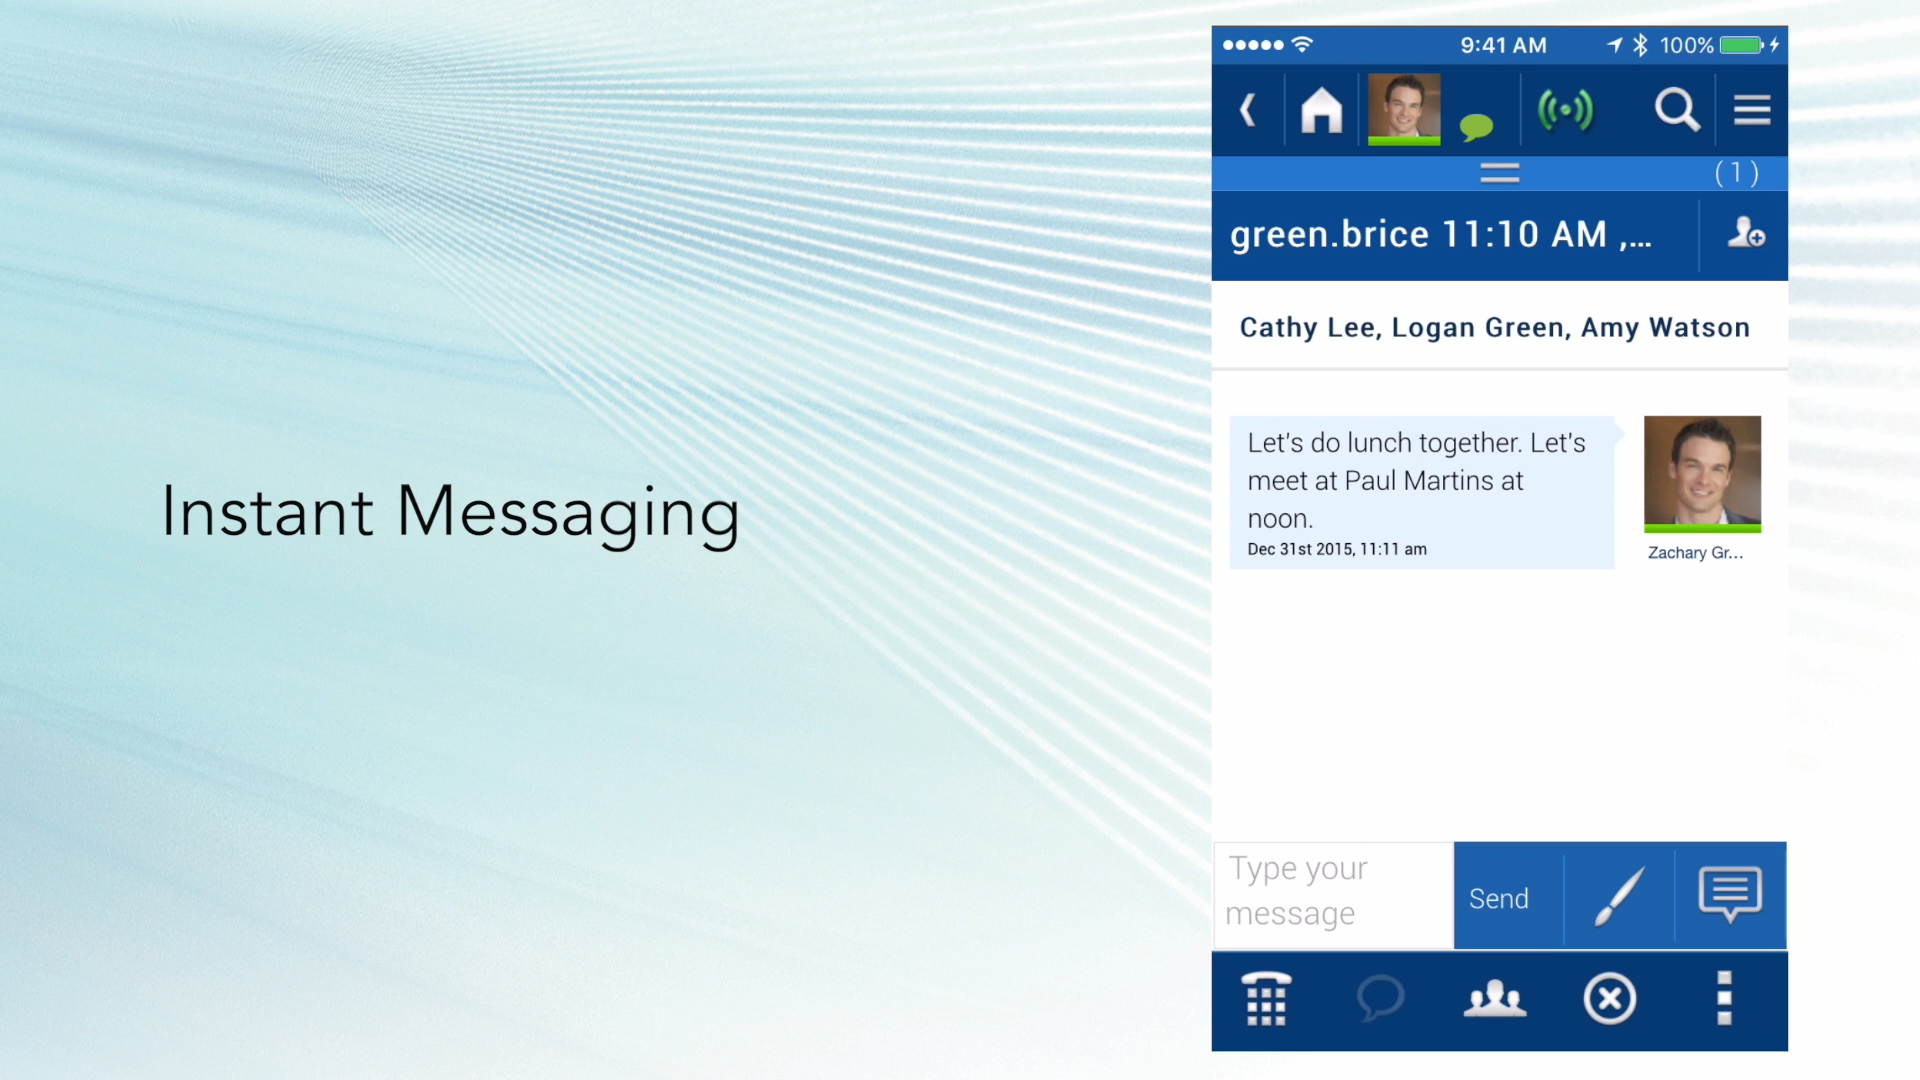 Instant Messaging
9:41 AM
100%
(1)
green.brice 11:10 AM ,...
Cathy Lee, Logan Green, Amy Watson
Let's do lunch together. Let's
meet at Paul Martins at
noon.
Dec 31st 2015, 11:11 am
Zachary Gr...
Type your
message
Send